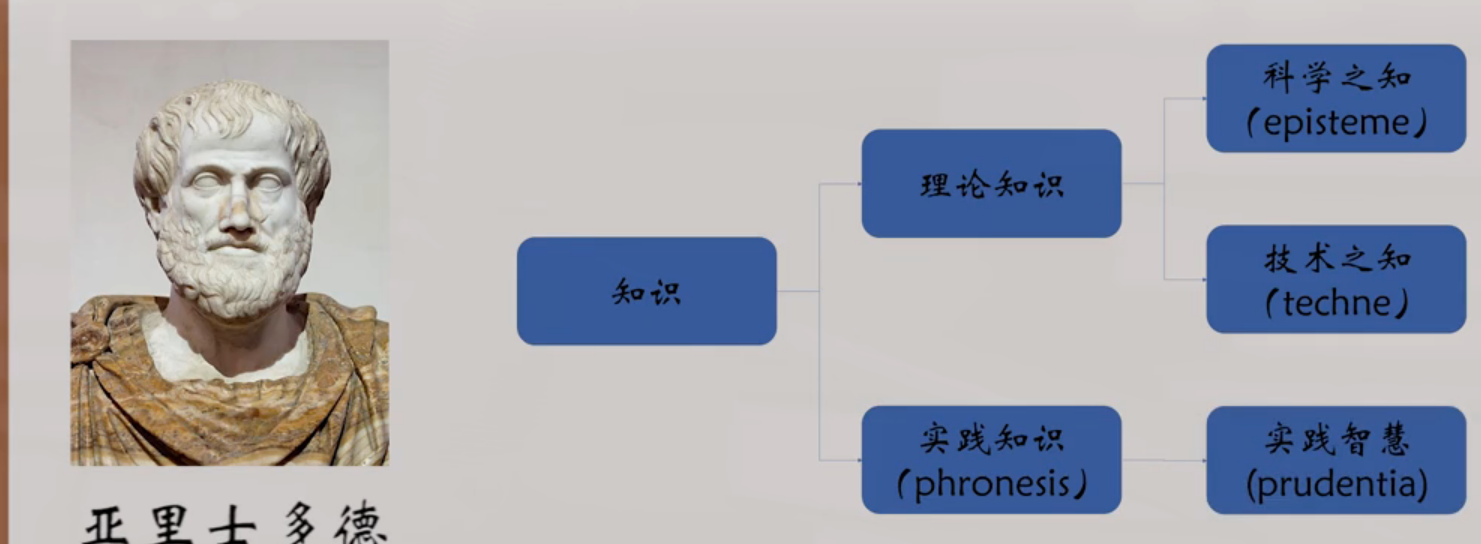 科学之知
(episteme)
理论知识
技术之知
(techne)
知识
实践知识
(phronesis)
实践智慧
(prudentia)
亚里士多德